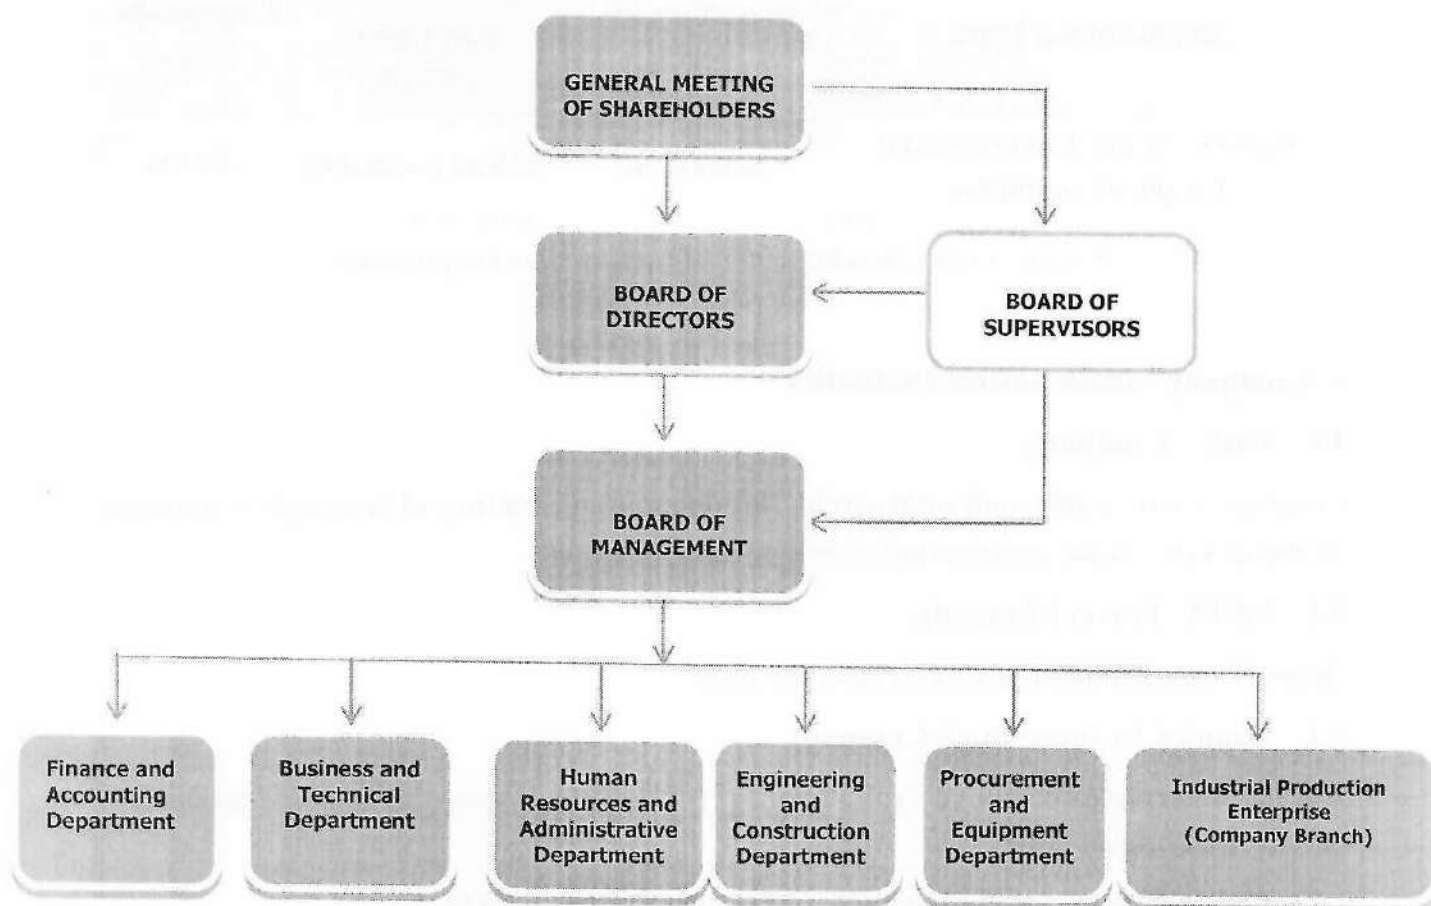 GENERAL MEETING
OF SHAREHOLDERS
BOARD OF
DIRECTORS
BOARD OF
SUPERVISORS
BOARD OF
MANAGEMENT
Finance and
Accounting
Department
Business and
Technical
Department
Human
Resources and
Administrative
Department
Engineering
and
Construction
Department
Procurement
and
Equipment
Department
Industrial Production
Enterprise
(Company Branch)